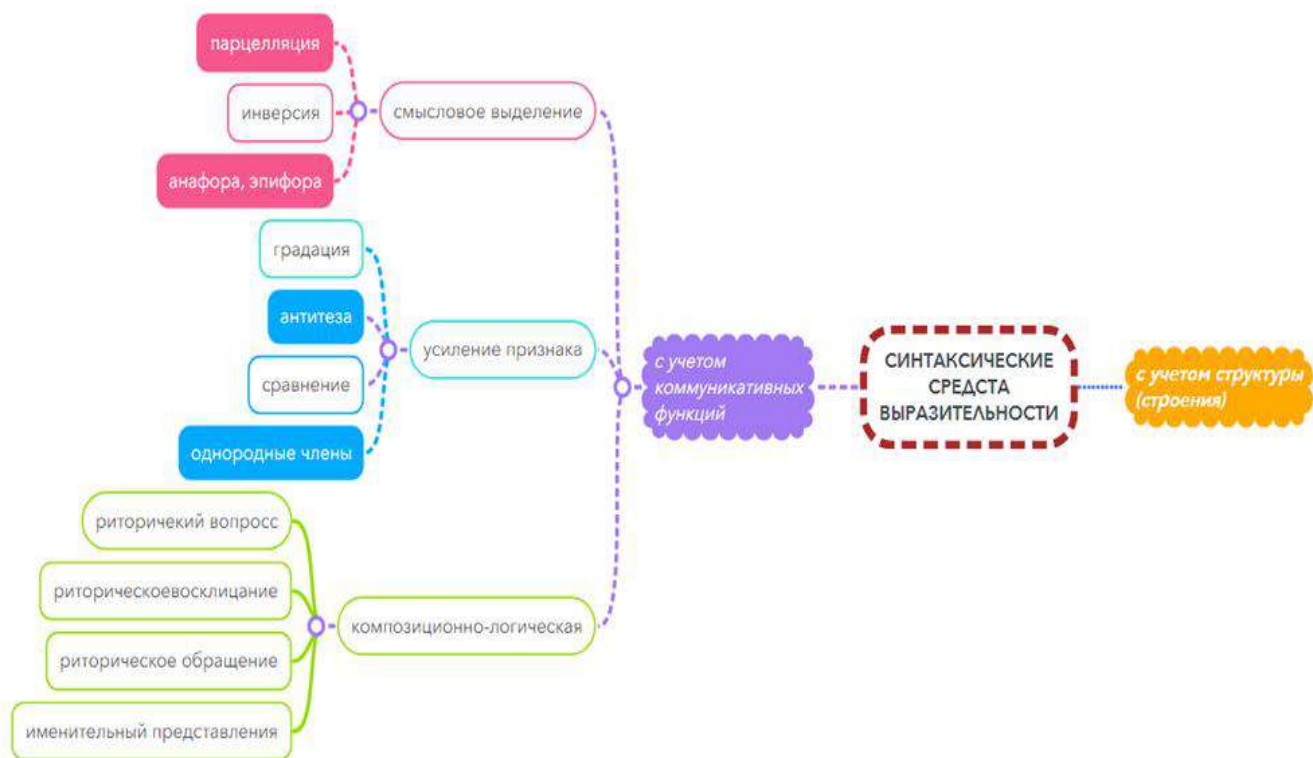 парцелляция
инверсия
анафора, эпифора
смысловое выделение
градация
антитеза
сравнение
однородные члены
усиление признака
риторичекий вопросс
риторическоевосклицание
риторическое обращение
именительный представления
композиционно-логическая
с учетом
коммуникативных
функций
СИНТАКСИЧЕСКИЕ
СРЕДСТВА
ВЫРАЗИТЕЛЬНОСТИ
с учетом структуры
(строения)